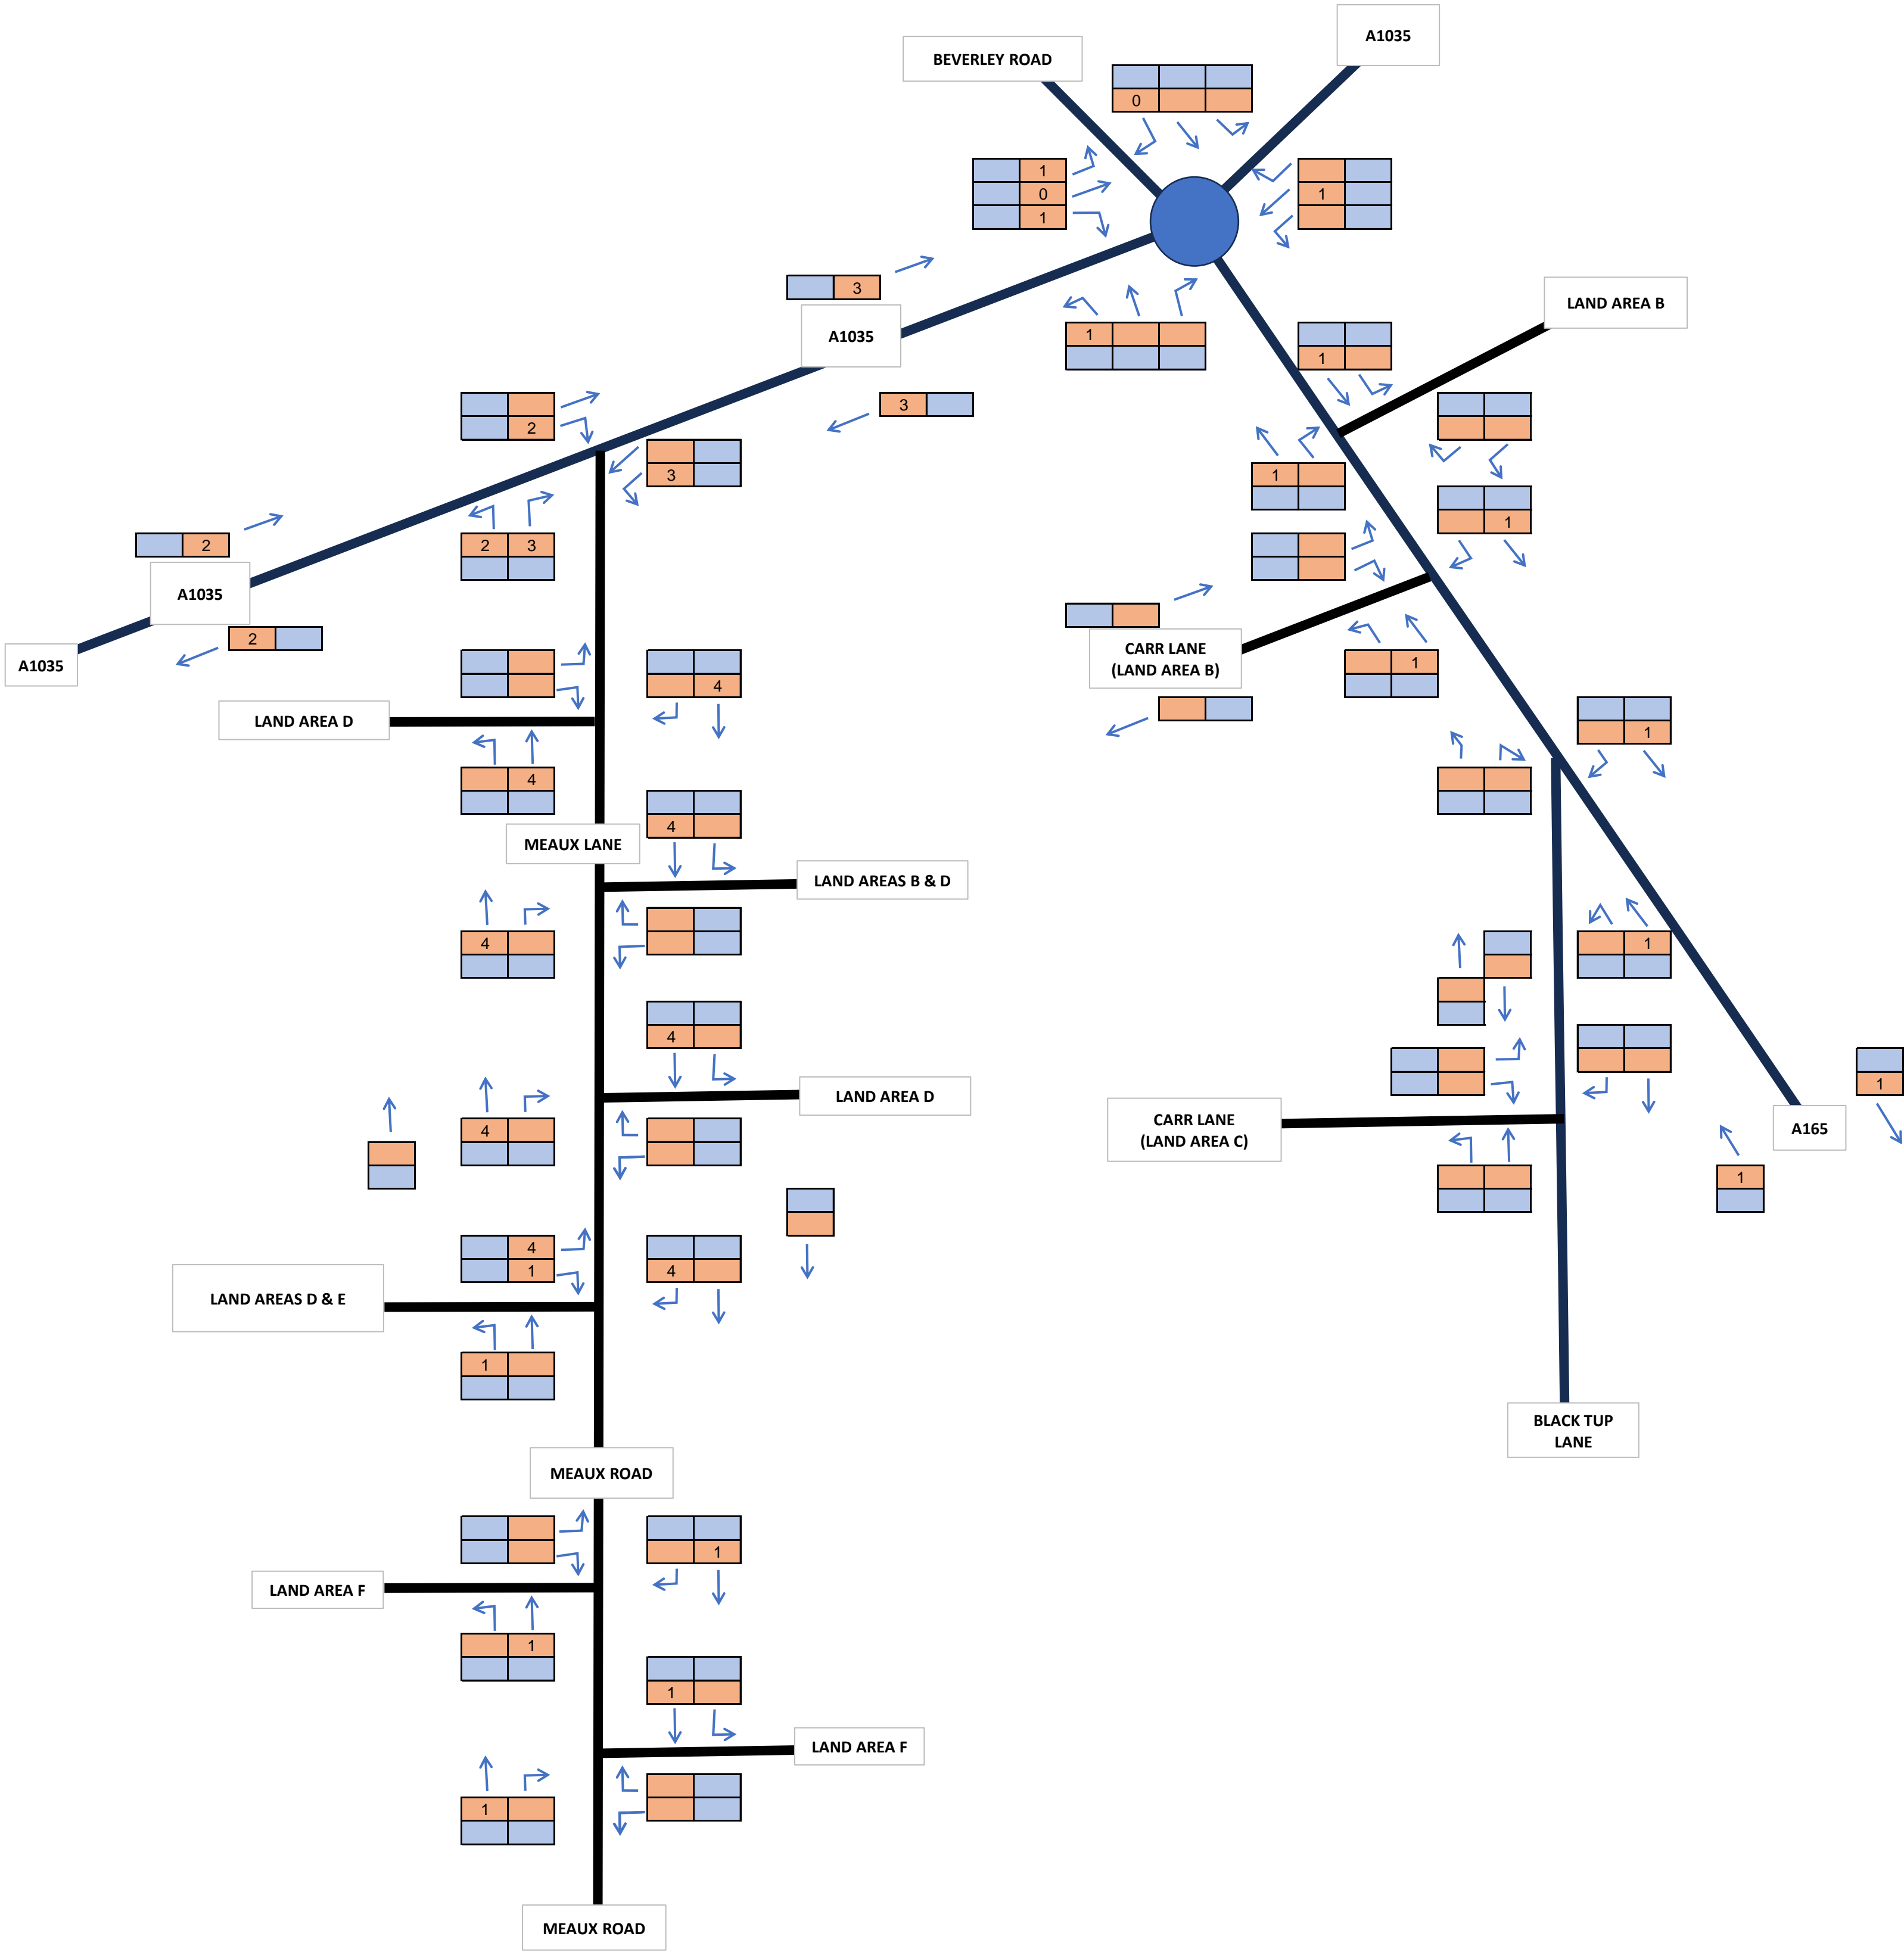 A1035
BEVERLEY ROAD
0
1
0
1
1
3
A1035
1
LAND AREA B
1
3
2
3
1
1
2
2 3
A1035
2
A1035
CARR LANE
(LAND AREA B)
1
4
LAND AREA D
1
4
4
MEAUX LANE
LAND AREAS B & D
4
1
4
LAND AREA D
4
CARR LANE
(LAND AREA C)
1
A165
1
4
1
4
LAND AREAS D & E
1
BLACK TUP
LANE
MEAUX ROAD
1
LAND AREA F
1
1
LAND AREA F
1
MEAUX ROAD